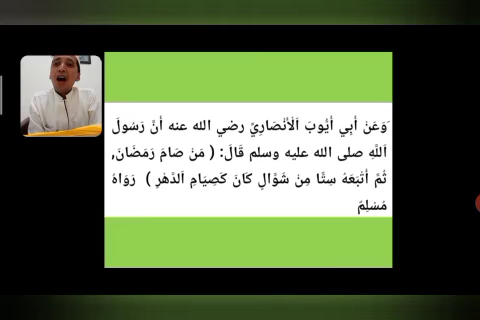 وَعَنْ أَبِي أَيُّوبَ اَلْأَنْصَارِيِّ رضي الله عنه أَنَّ رَسُولَ
اَللَّهِ صلى الله عليه وسلم قَالَ: ( مَنْ صَامَ رَمَضَانَ,
ثُمَّ أَتْبَعَهُ سِتًّا مِنْ شَوَّالٍ كَانَ كَصِيَامِ اَلدَّهْرِ ) رَوَاهُ
مُسْلِمٌ